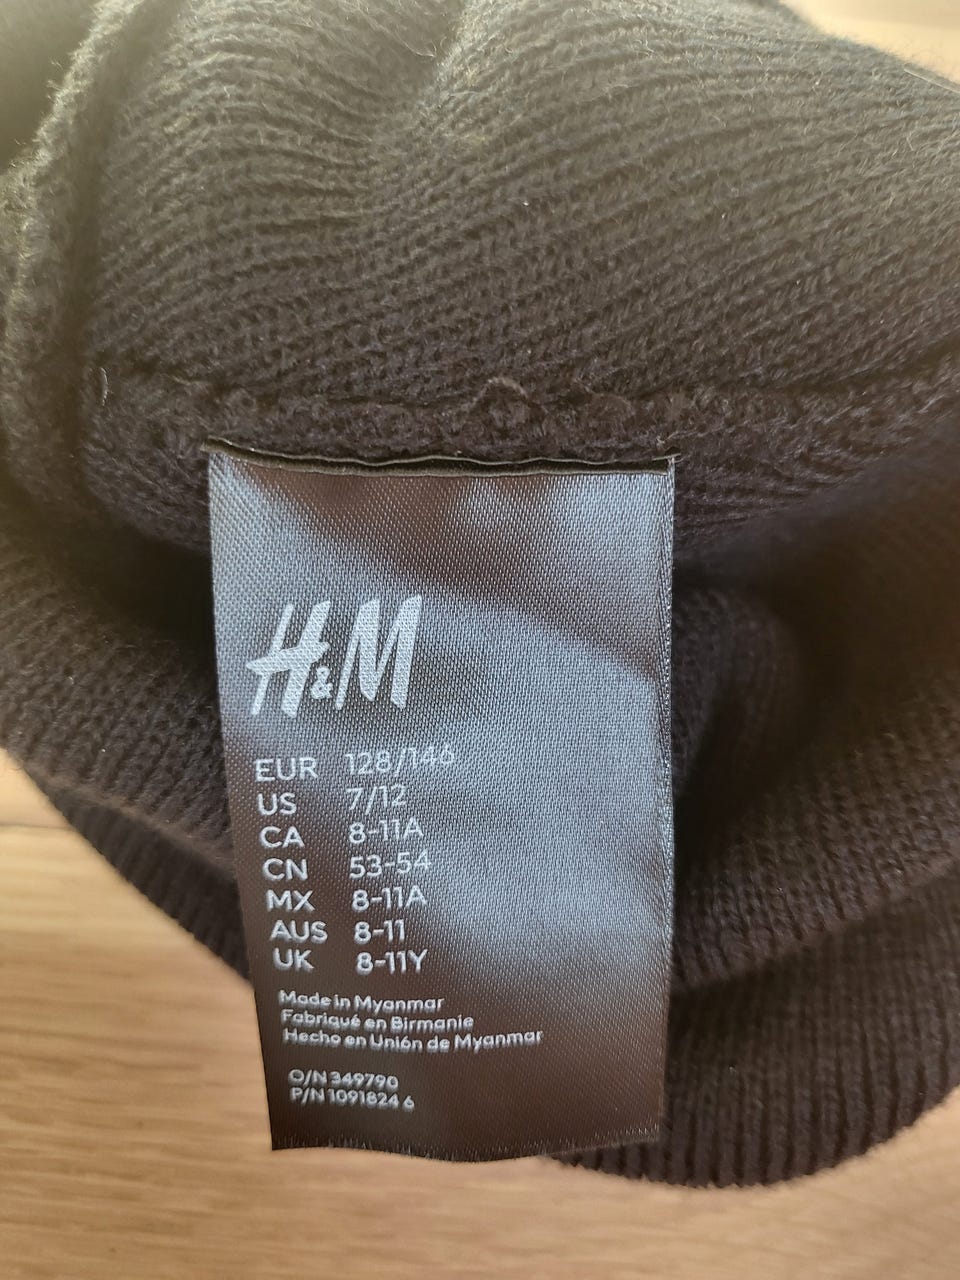 H&M
EUR 128/146
US 7/12
CA 8-11A
CN 53-54
MX 8-11A
AUS 8-11
UK 8-11Y
Made in Myanmar
Fabriqué en Birmanie
Hecho en Unión de Myanmar
O/N 349790
P/N 1091824 6